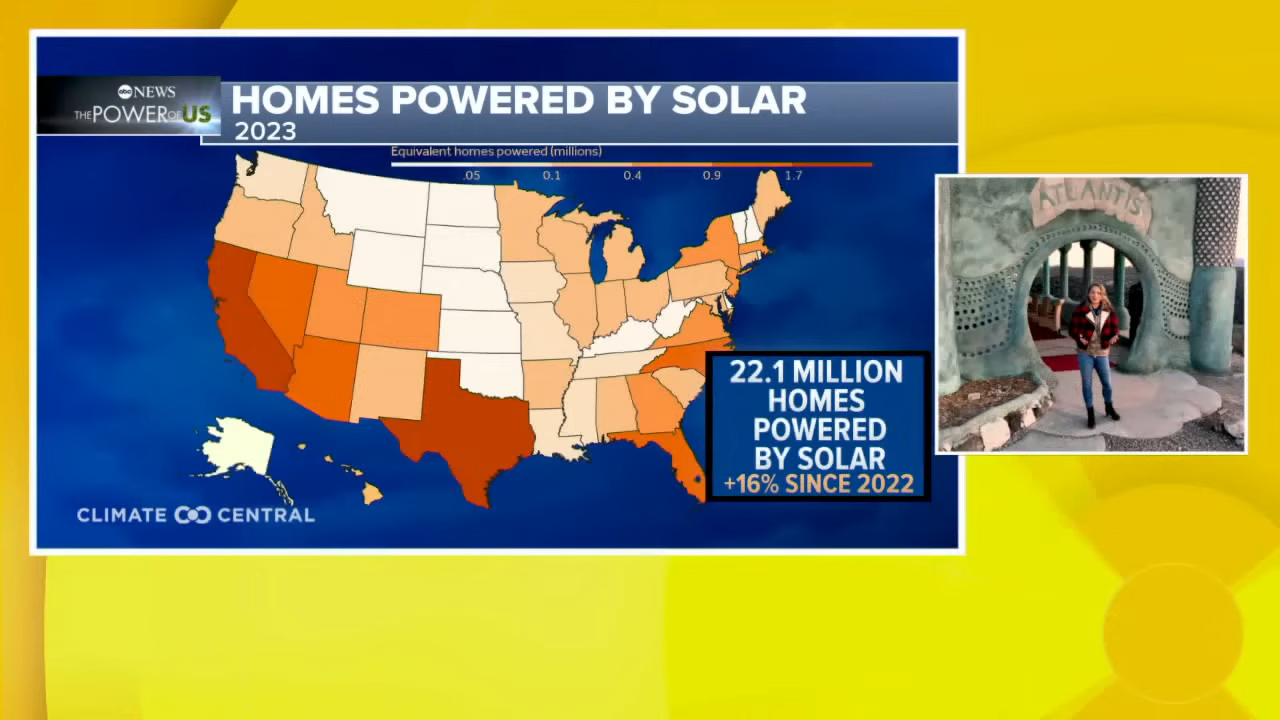 abc NEWS
THE POWER OF US
HOMES POWERED BY SOLAR
2023
Equivalent homes powered (millions)
.05 0.1 0.4 0.9 1.7
ATLANTIS
22.1 MILLION
HOMES
POWERED
BY SOLAR
+16% SINCE 2022
CLIMATE CENTRAL